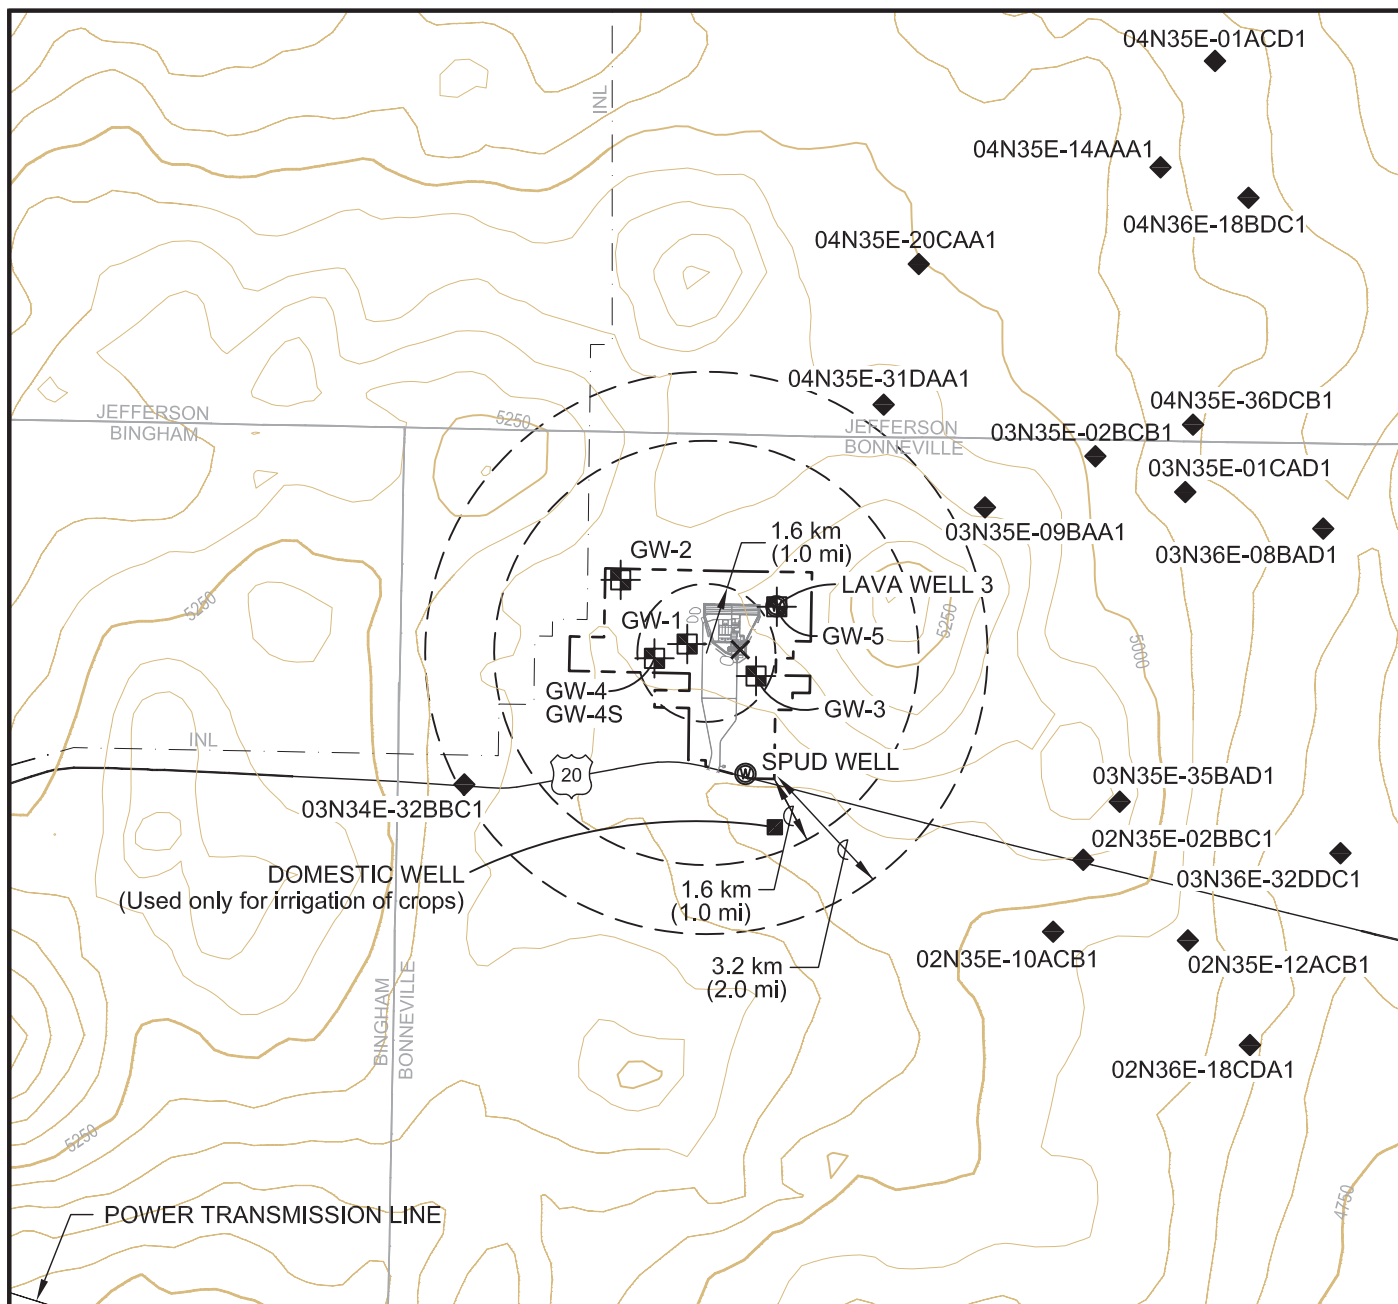 04N35E-01ACD1
INL
04N35E-14AAA1
04N36E-18BDC1
04N35E-20CAA1
04N35E-31DAA1
JEFFERSON
BINGHAM
5250
04N35E-36DCB1
JEFFERSON
BONNEVILLE
03N35E-02BCB1
03N35E-01CAD1
03N35E-09BAA1
03N36E-08BAD1
1.6 km
(1.0 mi)
GW-2
LAVA WELL 3
5250
GW-1
GW-5
5250
5000
GW-4
GW-4S
GW-3
INL
W
SPUD WELL
20
03N34E-32BBC1
03N35E-35BAD1
02N35E-02BBC1
DOMESTIC WELL
(Used only for irrigation of crops)
1.6 km
(1.0 mi)
03N36E-32DDC1
02N35E-10ACB1
02N35E-12ACB1
3.2 km
(2.0 mi)
BINGHAM
BONNEVILLE
02N36E-18CDA1
5250
4750
POWER TRANSMISSION LINE